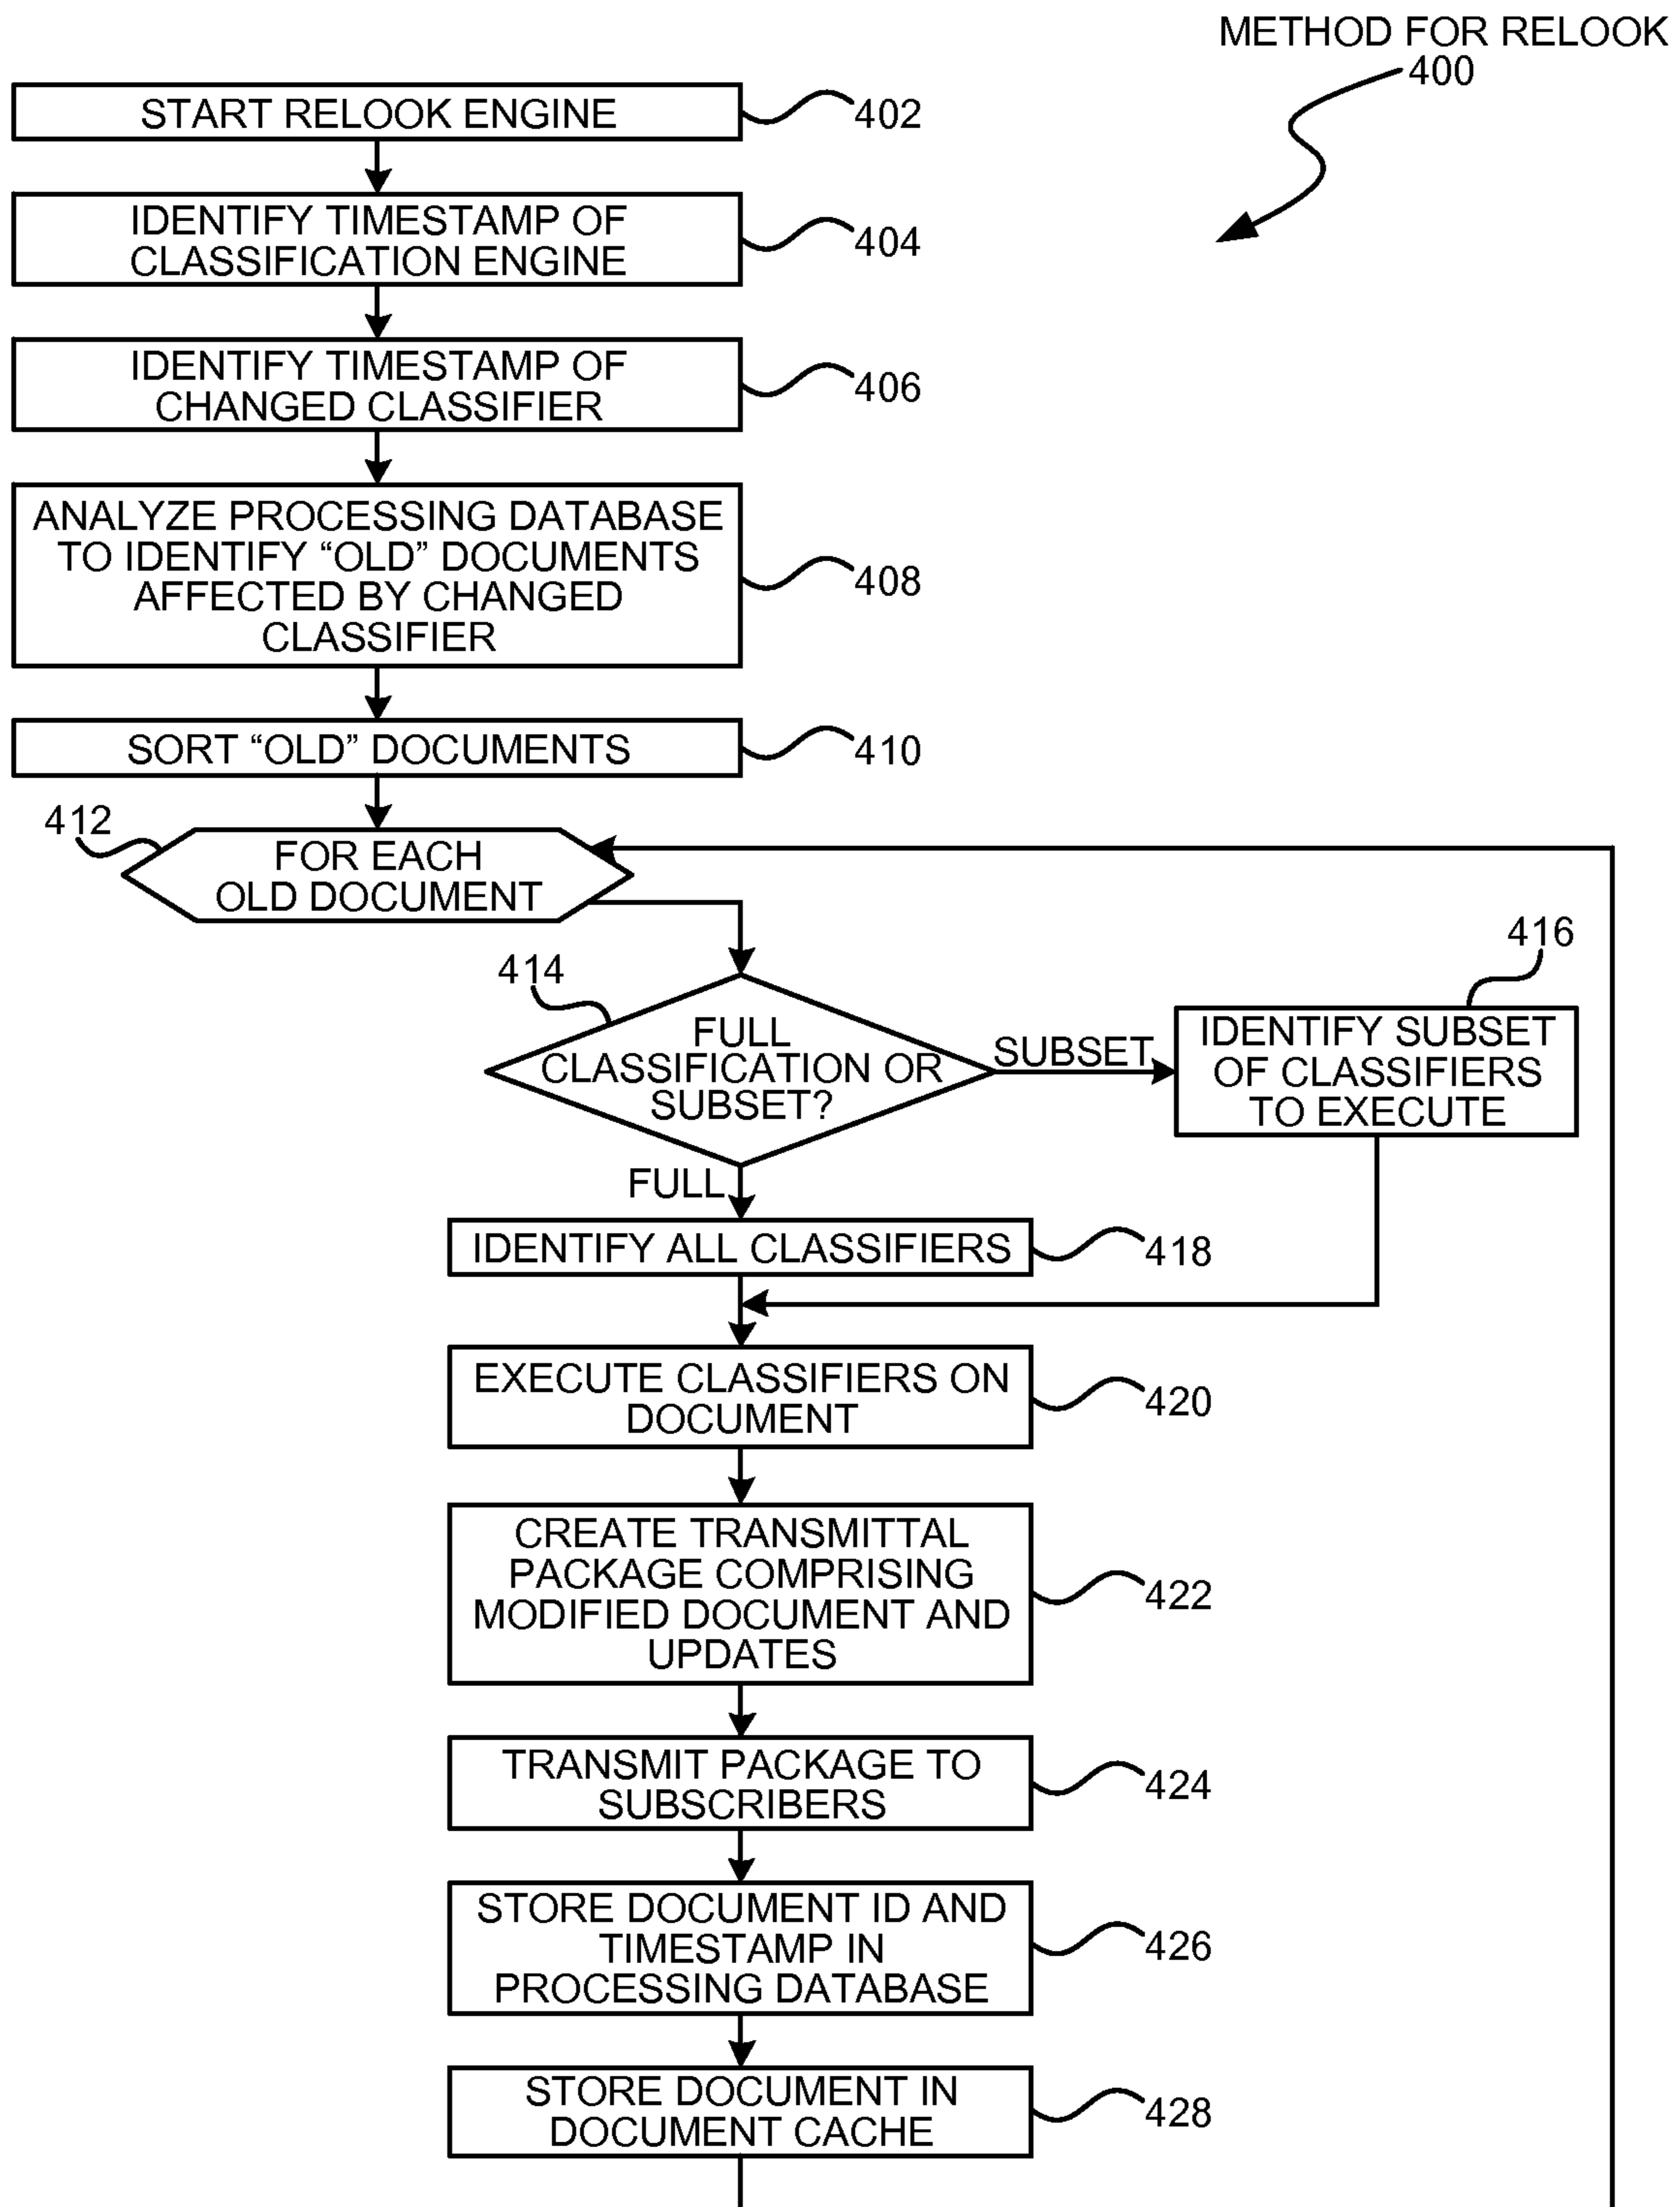 METHOD FOR RELOOK
400
START RELOOK ENGINE
402
IDENTIFY TIMESTAMP OF
CLASSIFICATION ENGINE
404
IDENTIFY TIMESTAMP OF
CHANGED CLASSIFIER
406
ANALYZE PROCESSING DATABASE
TO IDENTIFY “OLD” DOCUMENTS
AFFECTED BY CHANGED
CLASSIFIER
408
SORT “OLD” DOCUMENTS
410
412
FOR EACH
OLD DOCUMENT
414
FULL
CLASSIFICATION OR
SUBSET?
SUBSET
416
IDENTIFY SUBSET
OF CLASSIFIERS
TO EXECUTE
FULL
IDENTIFY ALL CLASSIFIERS
418
EXECUTE CLASSIFIERS ON
DOCUMENT
420
CREATE TRANSMITTAL
PACKAGE COMPRISING
MODIFIED DOCUMENT AND
UPDATES
422
TRANSMIT PACKAGE TO
SUBSCRIBERS
424
STORE DOCUMENT ID AND
TIMESTAMP IN
PROCESSING DATABASE
426
STORE DOCUMENT IN
DOCUMENT CACHE
428